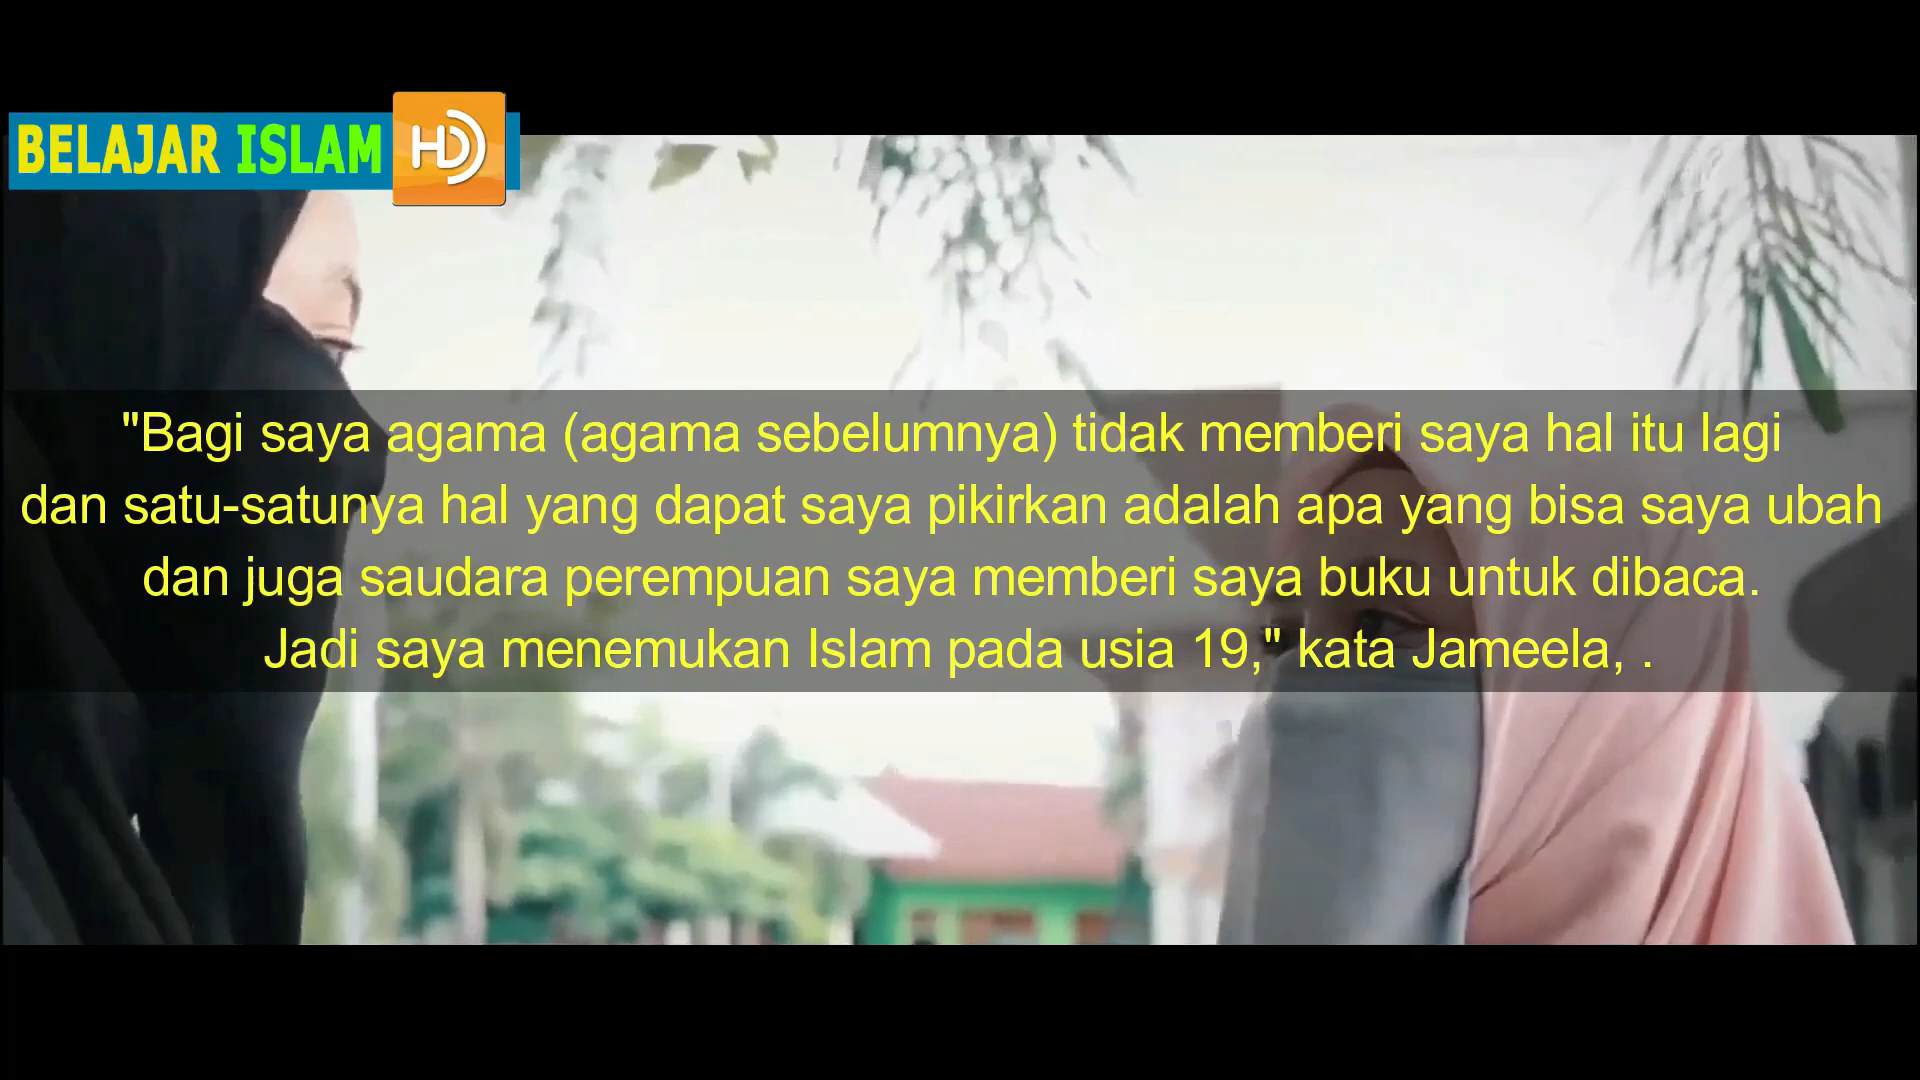 BELAJAR ISLAM HD
"Bagi saya agama (agama sebelumnya) tidak memberi saya hal itu lagi
dan satu-satunya hal yang dapat saya pikirkan adalah apa yang bisa saya ubah
dan juga saudara perempuan saya memberi saya buku untuk dibaca.
Jadi saya menemukan Islam pada usia 19," kata Jameela, .